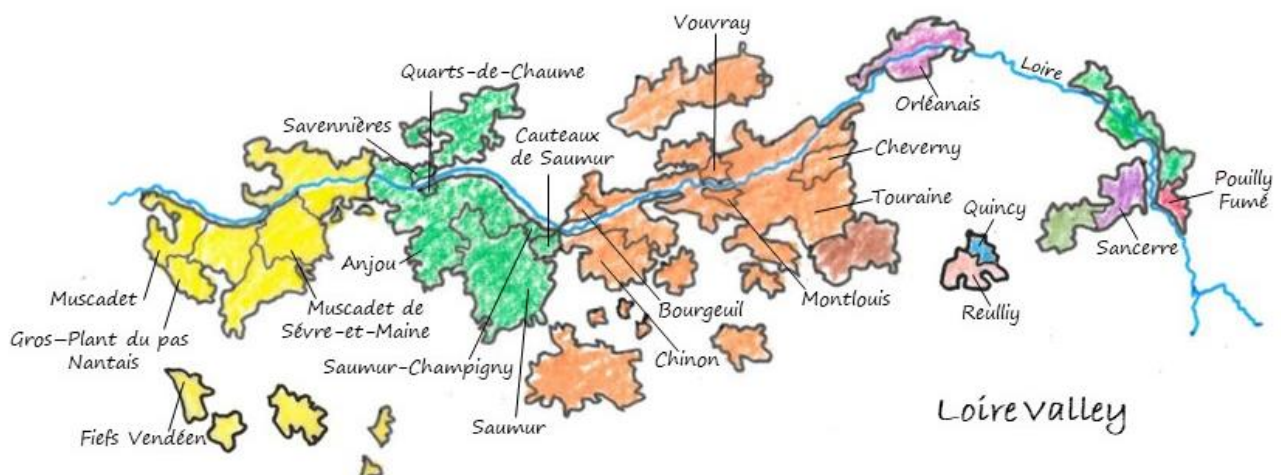 Vouvray
Quarts-de-Chaume
Loire
Orléanais
Savennières
Cauteaux
de Saumur
Cheverny
Touraine
Quincy
Pouilly
Fumé
Sancerre
Anjou
Muscadet
Muscadet de
Sévre-et-Maine
Bourgeuil
Montlouis
Reulliy
Gros-Plant du pas
Nantais
Saumur-Champigny
Chinon
Fiefs Vendéen
Saumur
Loire Valley